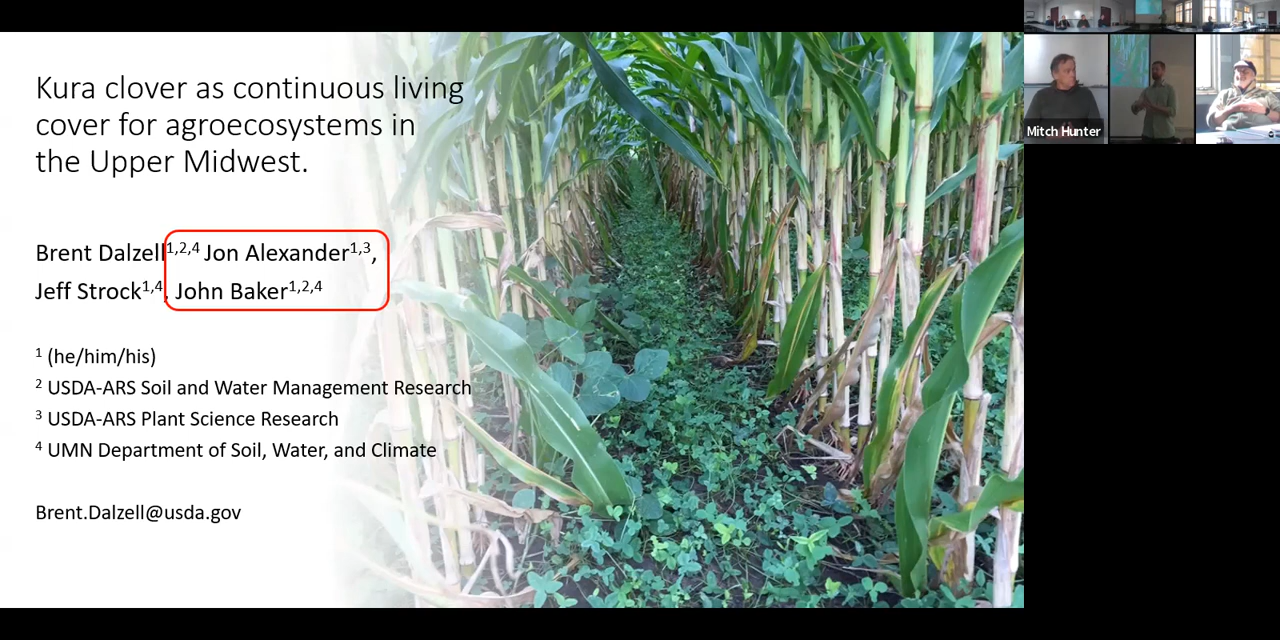 Kura clover as continuous living
cover for agroecosystems in
the Upper Midwest.
Brent Dalzell1,2,4 Jon Alexander1,3,
Jeff Strock1,4, John Baker1,2,4
1 (he/him/his)
2 USDA-ARS Soil and Water Management Research
3 USDA-ARS Plant Science Research
4 UMN Department of Soil, Water, and Climate
Brent.Dalzell@usda.gov
Mitch Hunter